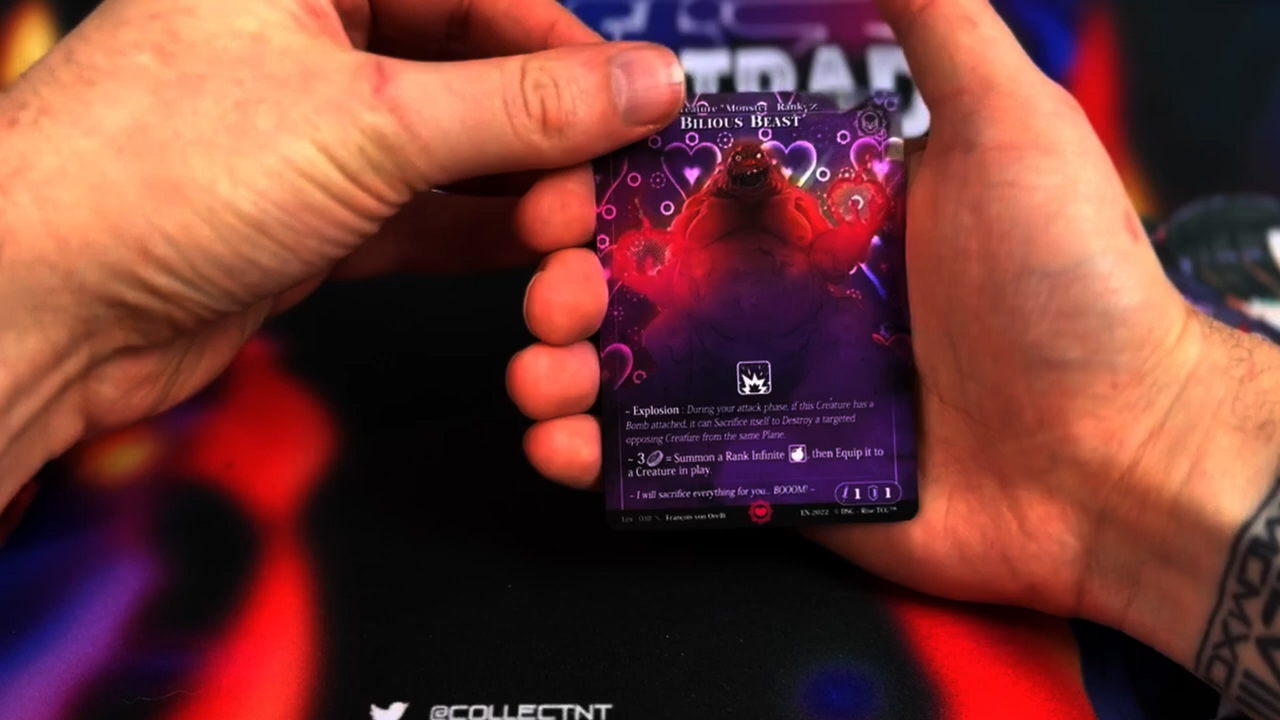 TRAD
Creature "Monster" Rank: 2
BILIOUS BEAST
- Explosion : During your attack phase, if this Creature has a
Bomb attached, it can Sacrifice itself to Destroy a targeted
opposing Creature from the same Plane.
- 3 = Summon a Rank Infinite , then Equip it to
a Creature in play.
- I will sacrifice everything for you... BOOOM! -
1 1
François von Orelli EN-2022 © DSG - Rise TCG™
@COLLECTNT